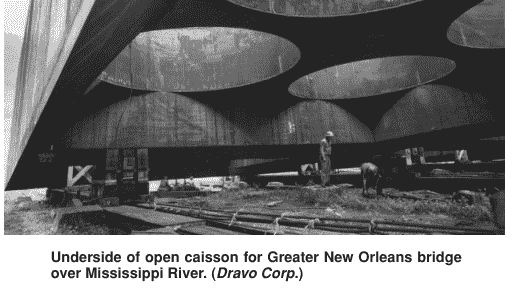 Underside of open caisson for Greater New Orleans bridge
over Mississippi River. (Dravo Corp.)